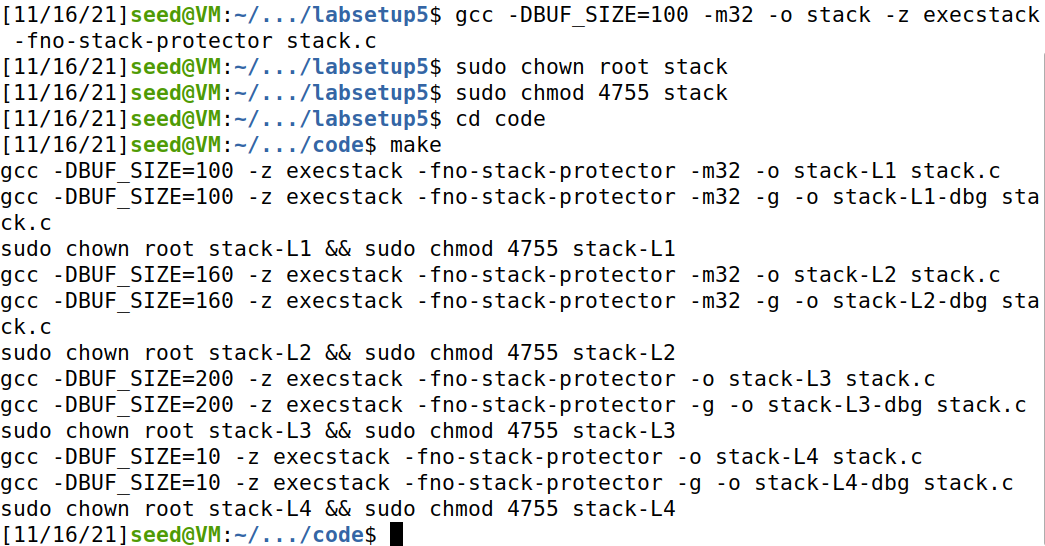 [11/16/21]seed@VM:~/.../labsetup5$ gcc -DBUF_SIZE=100 -m32 -o stack -z execstack
 -fno-stack-protector stack.c
[11/16/21]seed@VM:~/.../labsetup5$ sudo chown root stack
[11/16/21]seed@VM:~/.../labsetup5$ sudo chmod 4755 stack
[11/16/21]seed@VM:~/.../labsetup5$ cd code
[11/16/21]seed@VM:~/.../code$ make
gcc -DBUF_SIZE=100 -z execstack -fno-stack-protector -m32 -o stack-L1 stack.c
gcc -DBUF_SIZE=100 -z execstack -fno-stack-protector -m32 -g -o stack-L1-dbg sta
ck.c
sudo chown root stack-L1 && sudo chmod 4755 stack-L1
gcc -DBUF_SIZE=160 -z execstack -fno-stack-protector -m32 -o stack-L2 stack.c
gcc -DBUF_SIZE=160 -z execstack -fno-stack-protector -m32 -g -o stack-L2-dbg sta
ck.c
sudo chown root stack-L2 && sudo chmod 4755 stack-L2
gcc -DBUF_SIZE=200 -z execstack -fno-stack-protector -o stack-L3 stack.c
gcc -DBUF_SIZE=200 -z execstack -fno-stack-protector -g -o stack-L3-dbg stack.c
sudo chown root stack-L3 && sudo chmod 4755 stack-L3
gcc -DBUF_SIZE=10 -z execstack -fno-stack-protector -o stack-L4 stack.c
gcc -DBUF_SIZE=10 -z execstack -fno-stack-protector -g -o stack-L4-dbg stack.c
sudo chown root stack-L4 && sudo chmod 4755 stack-L4
[11/16/21]seed@VM:~/.../code$